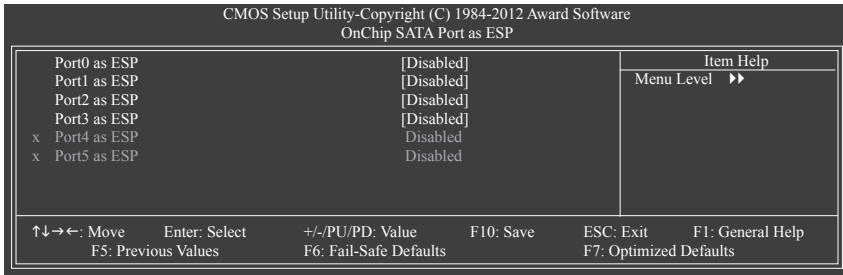 CMOS Setup Utility-Copyright (C) 1984-2012 Award Software
OnChip SATA Port as ESP
Port0 as ESP [Disabled]
Port1 as ESP [Disabled]
Port2 as ESP [Disabled]
Port3 as ESP [Disabled]
x Port4 as ESP Disabled
x Port5 as ESP Disabled
Item Help
Menu Level ▶▶
↑↓→←: Move Enter: Select +/-/PU/PD: Value F10: Save ESC: Exit F1: General Help
F5: Previous Values F6: Fail-Safe Defaults F7: Optimized Defaults